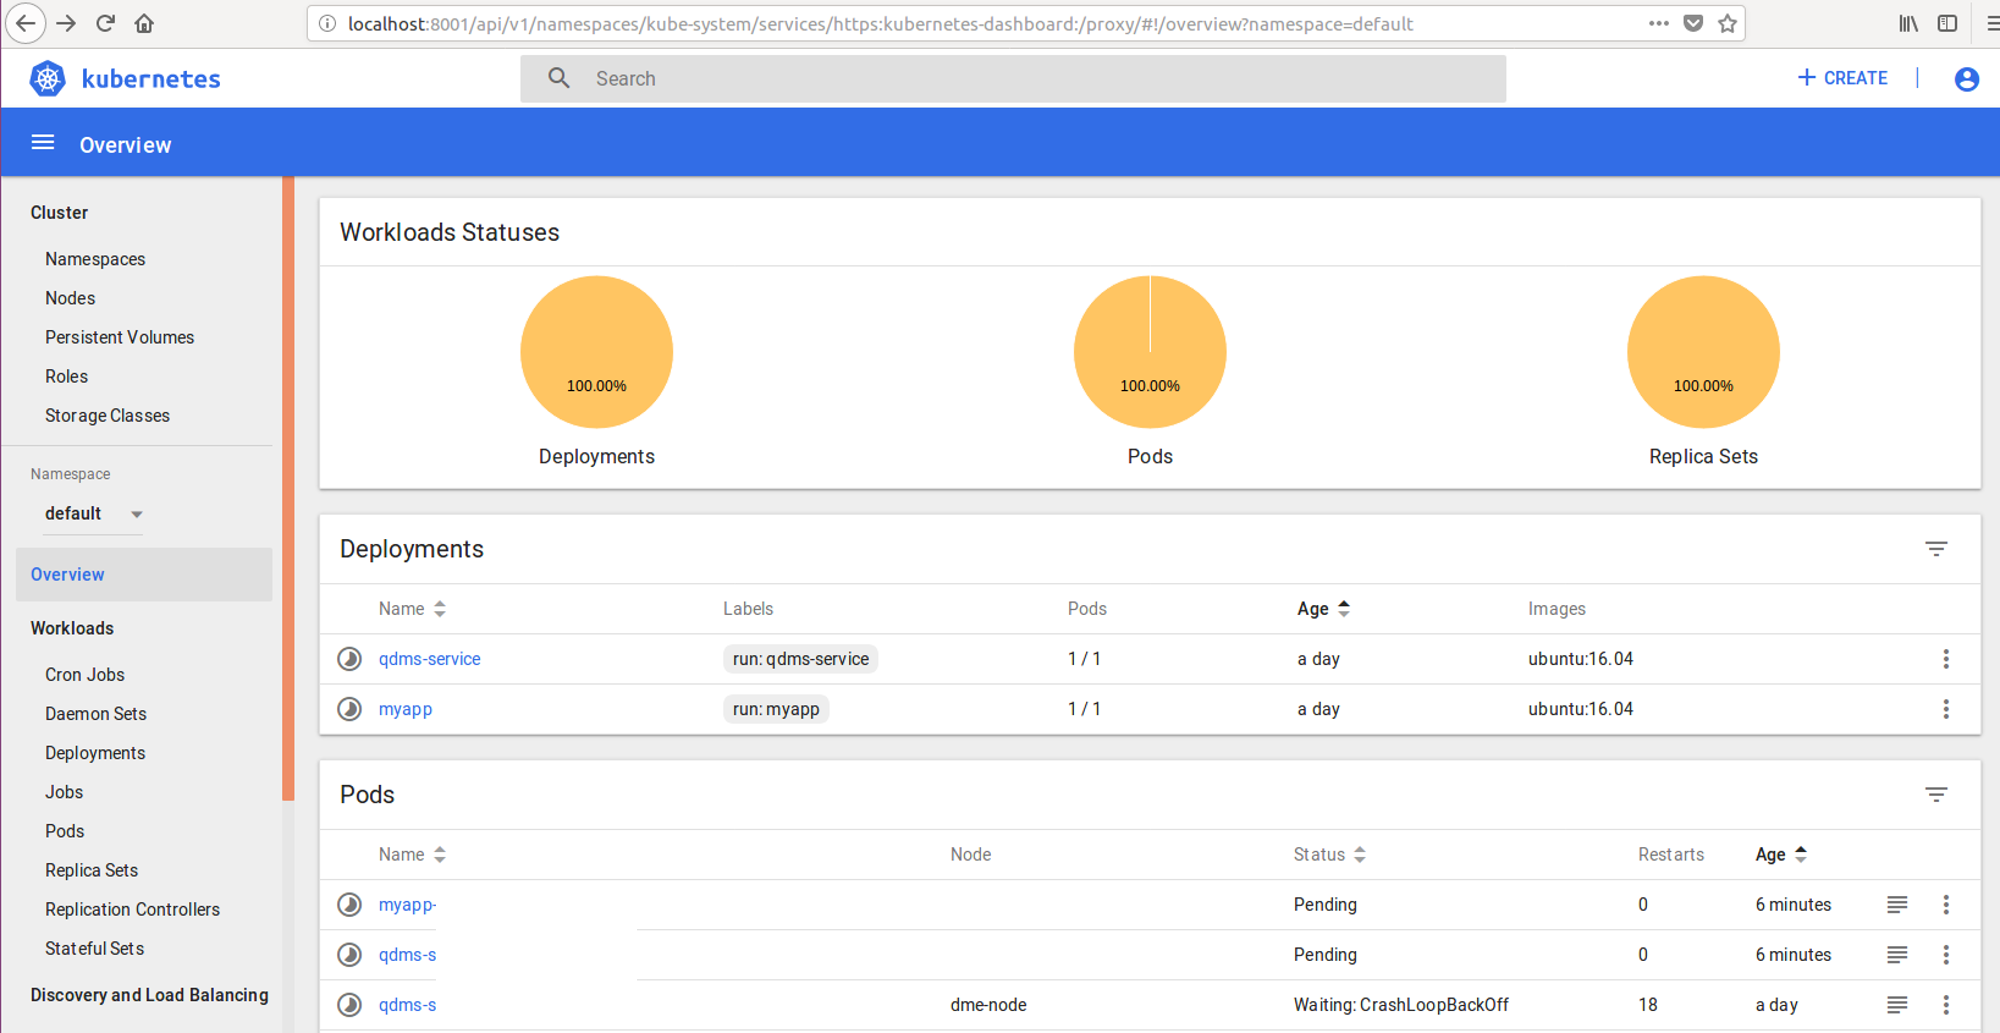 localhost:8001/api/v1/namespaces/kube-system/services/https:kubernetes-dashboard:/proxy/#!/overview?namespace=default
kubernetes
Search
+ CREATE
Overview
Cluster
Namespaces
Nodes
Persistent Volumes
Roles
Storage Classes
Namespace
default
Overview
Workloads
Cron Jobs
Daemon Sets
Deployments
Jobs
Pods
Replica Sets
Replication Controllers
Stateful Sets
Discovery and Load Balancing
Workloads Statuses
100.00% 100.00% 100.00%
Deployments Pods Replica Sets
Deployments
Name Labels Pods Age Images
qdms-service run: qdms-service 1 / 1 a day ubuntu:16.04
myapp run: myapp 1 / 1 a day ubuntu:16.04
Pods
Name Node Status Restarts Age
myapp- Pending 0 6 minutes
qdms-s Pending 0 6 minutes
qdms-s dme-node Waiting: CrashLoopBackOff 18 a day